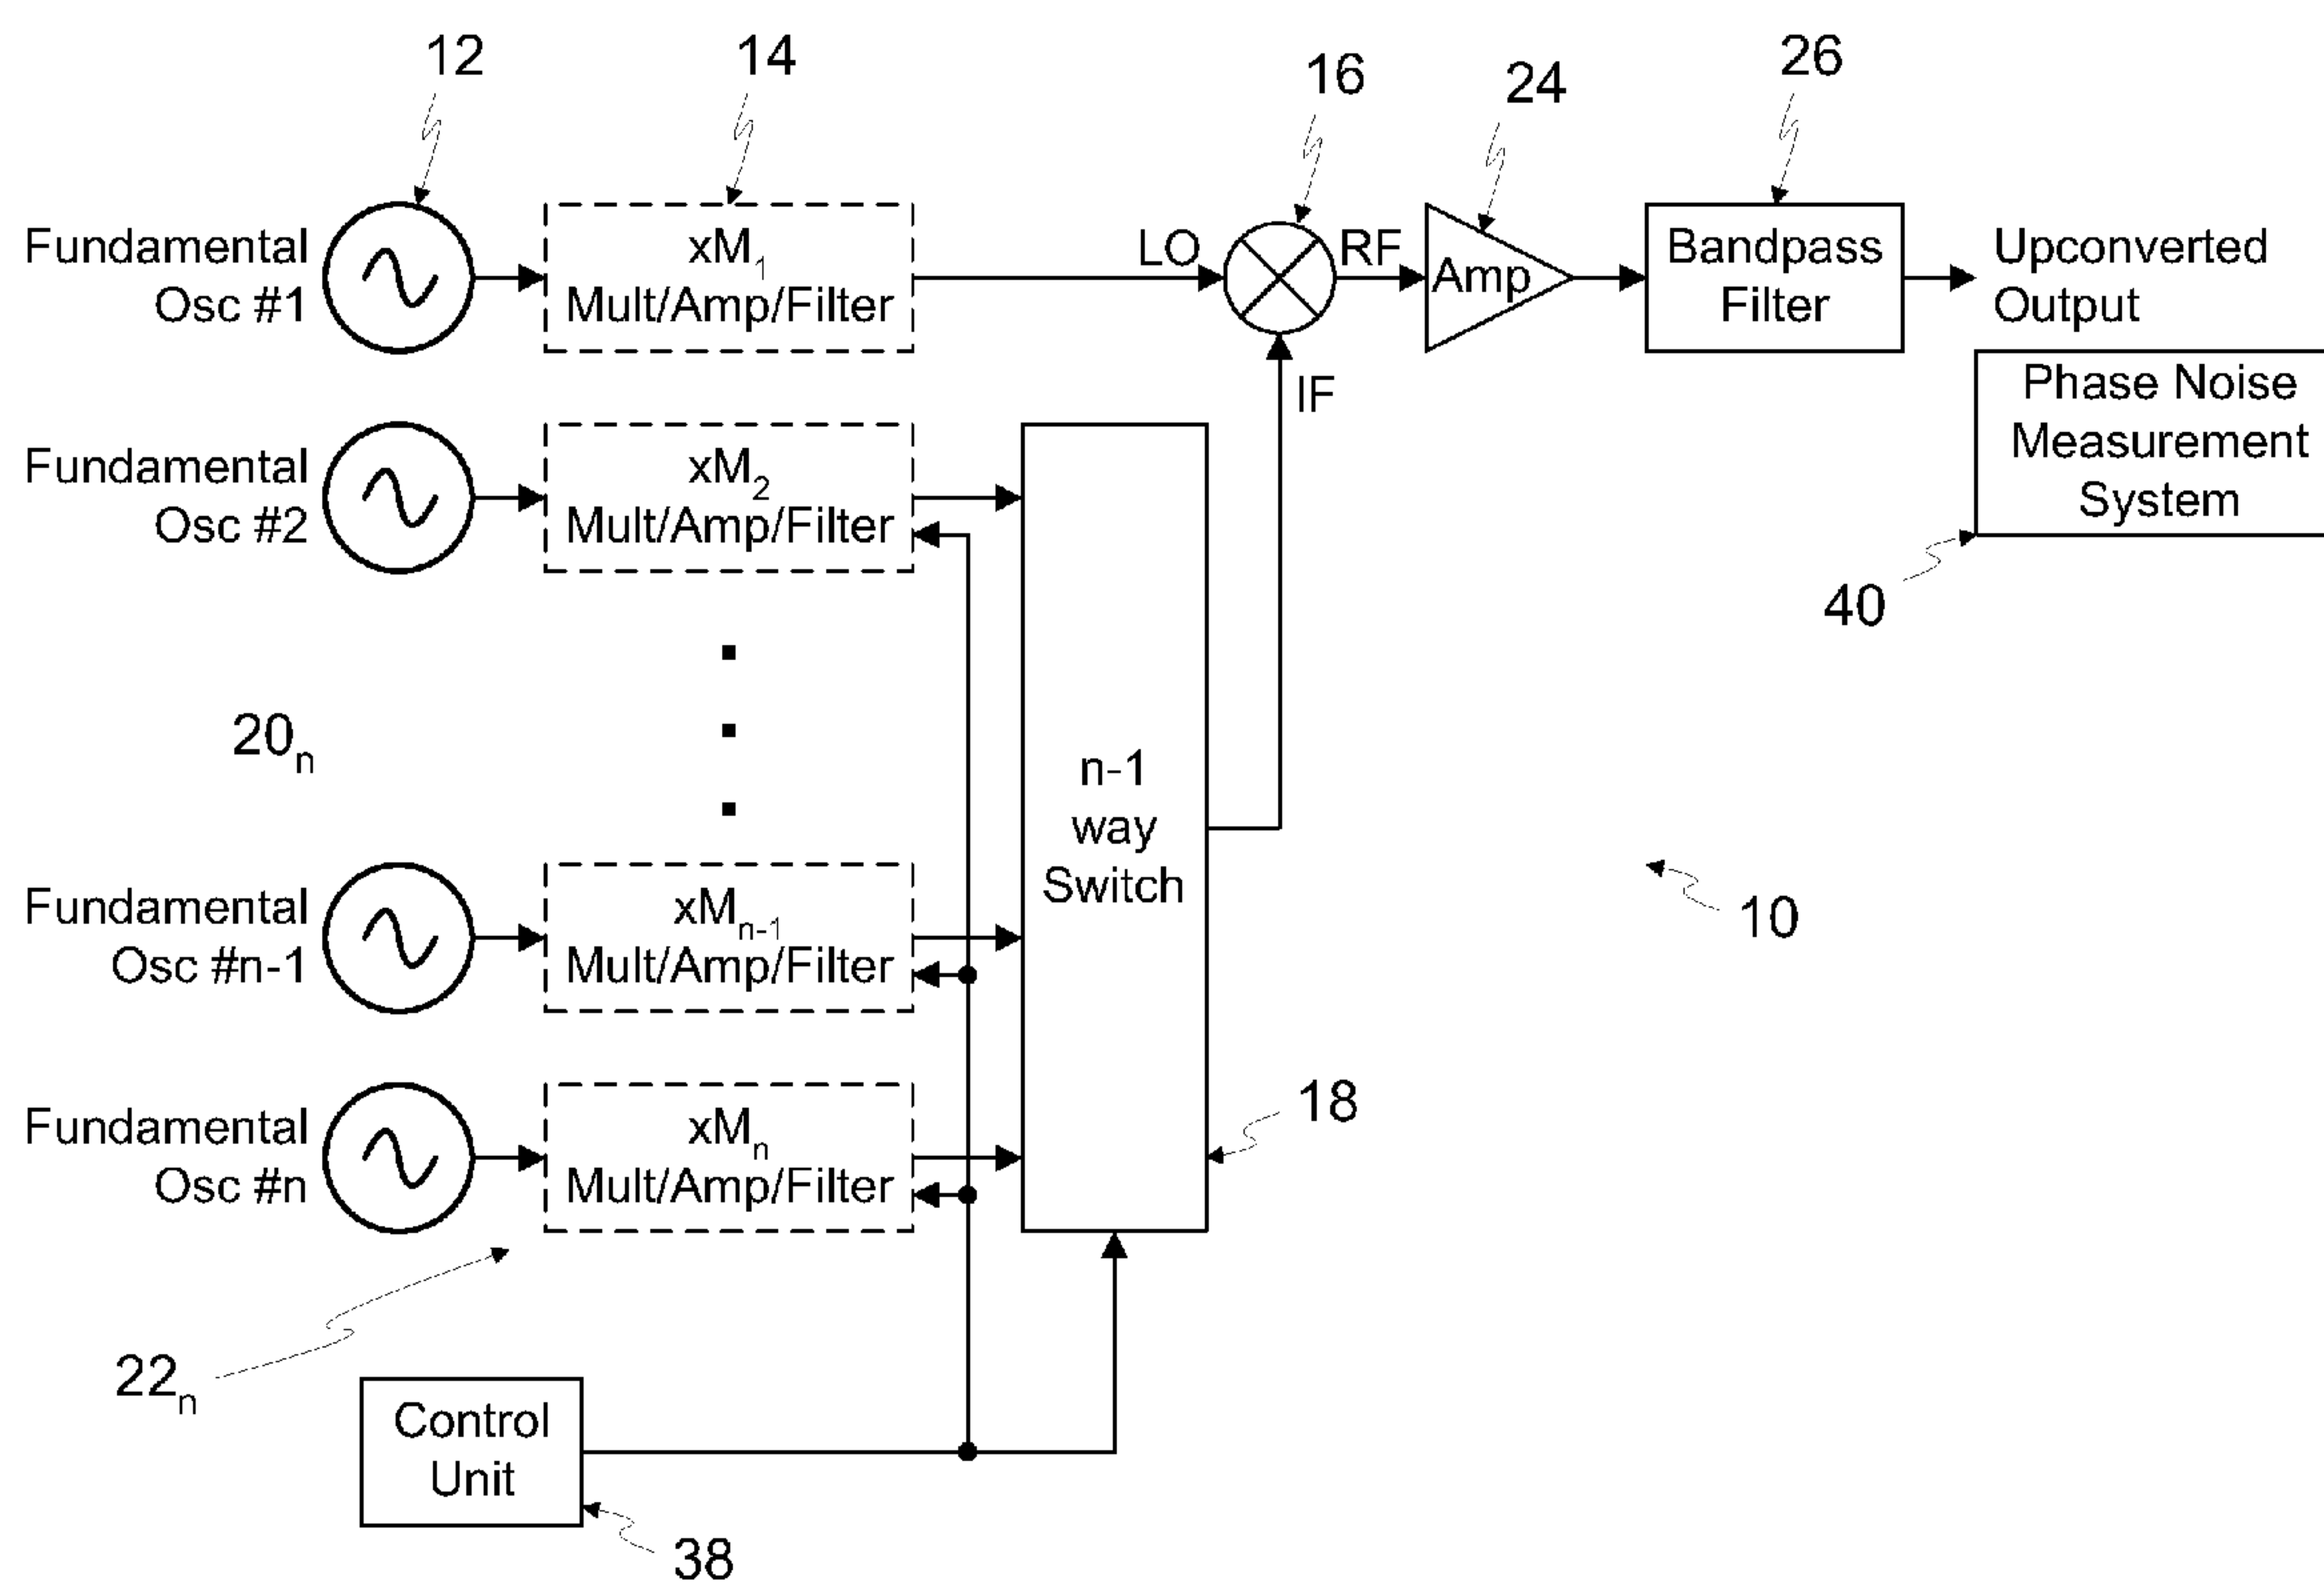 12
14
16
24
26
Fundamental
Osc #1
xM1
Mult/Amp/Filter
LO
RF
Amp
Bandpass
Filter
Upconverted
Output
IF
Phase Noise
Measurement
System
40
Fundamental
Osc #2
xM2
Mult/Amp/Filter
20n
n-1
way
Switch
10
Fundamental
Osc #n-1
xMn-1
Mult/Amp/Filter
Fundamental
Osc #n
xMn
Mult/Amp/Filter
18
22n
Control
Unit
38